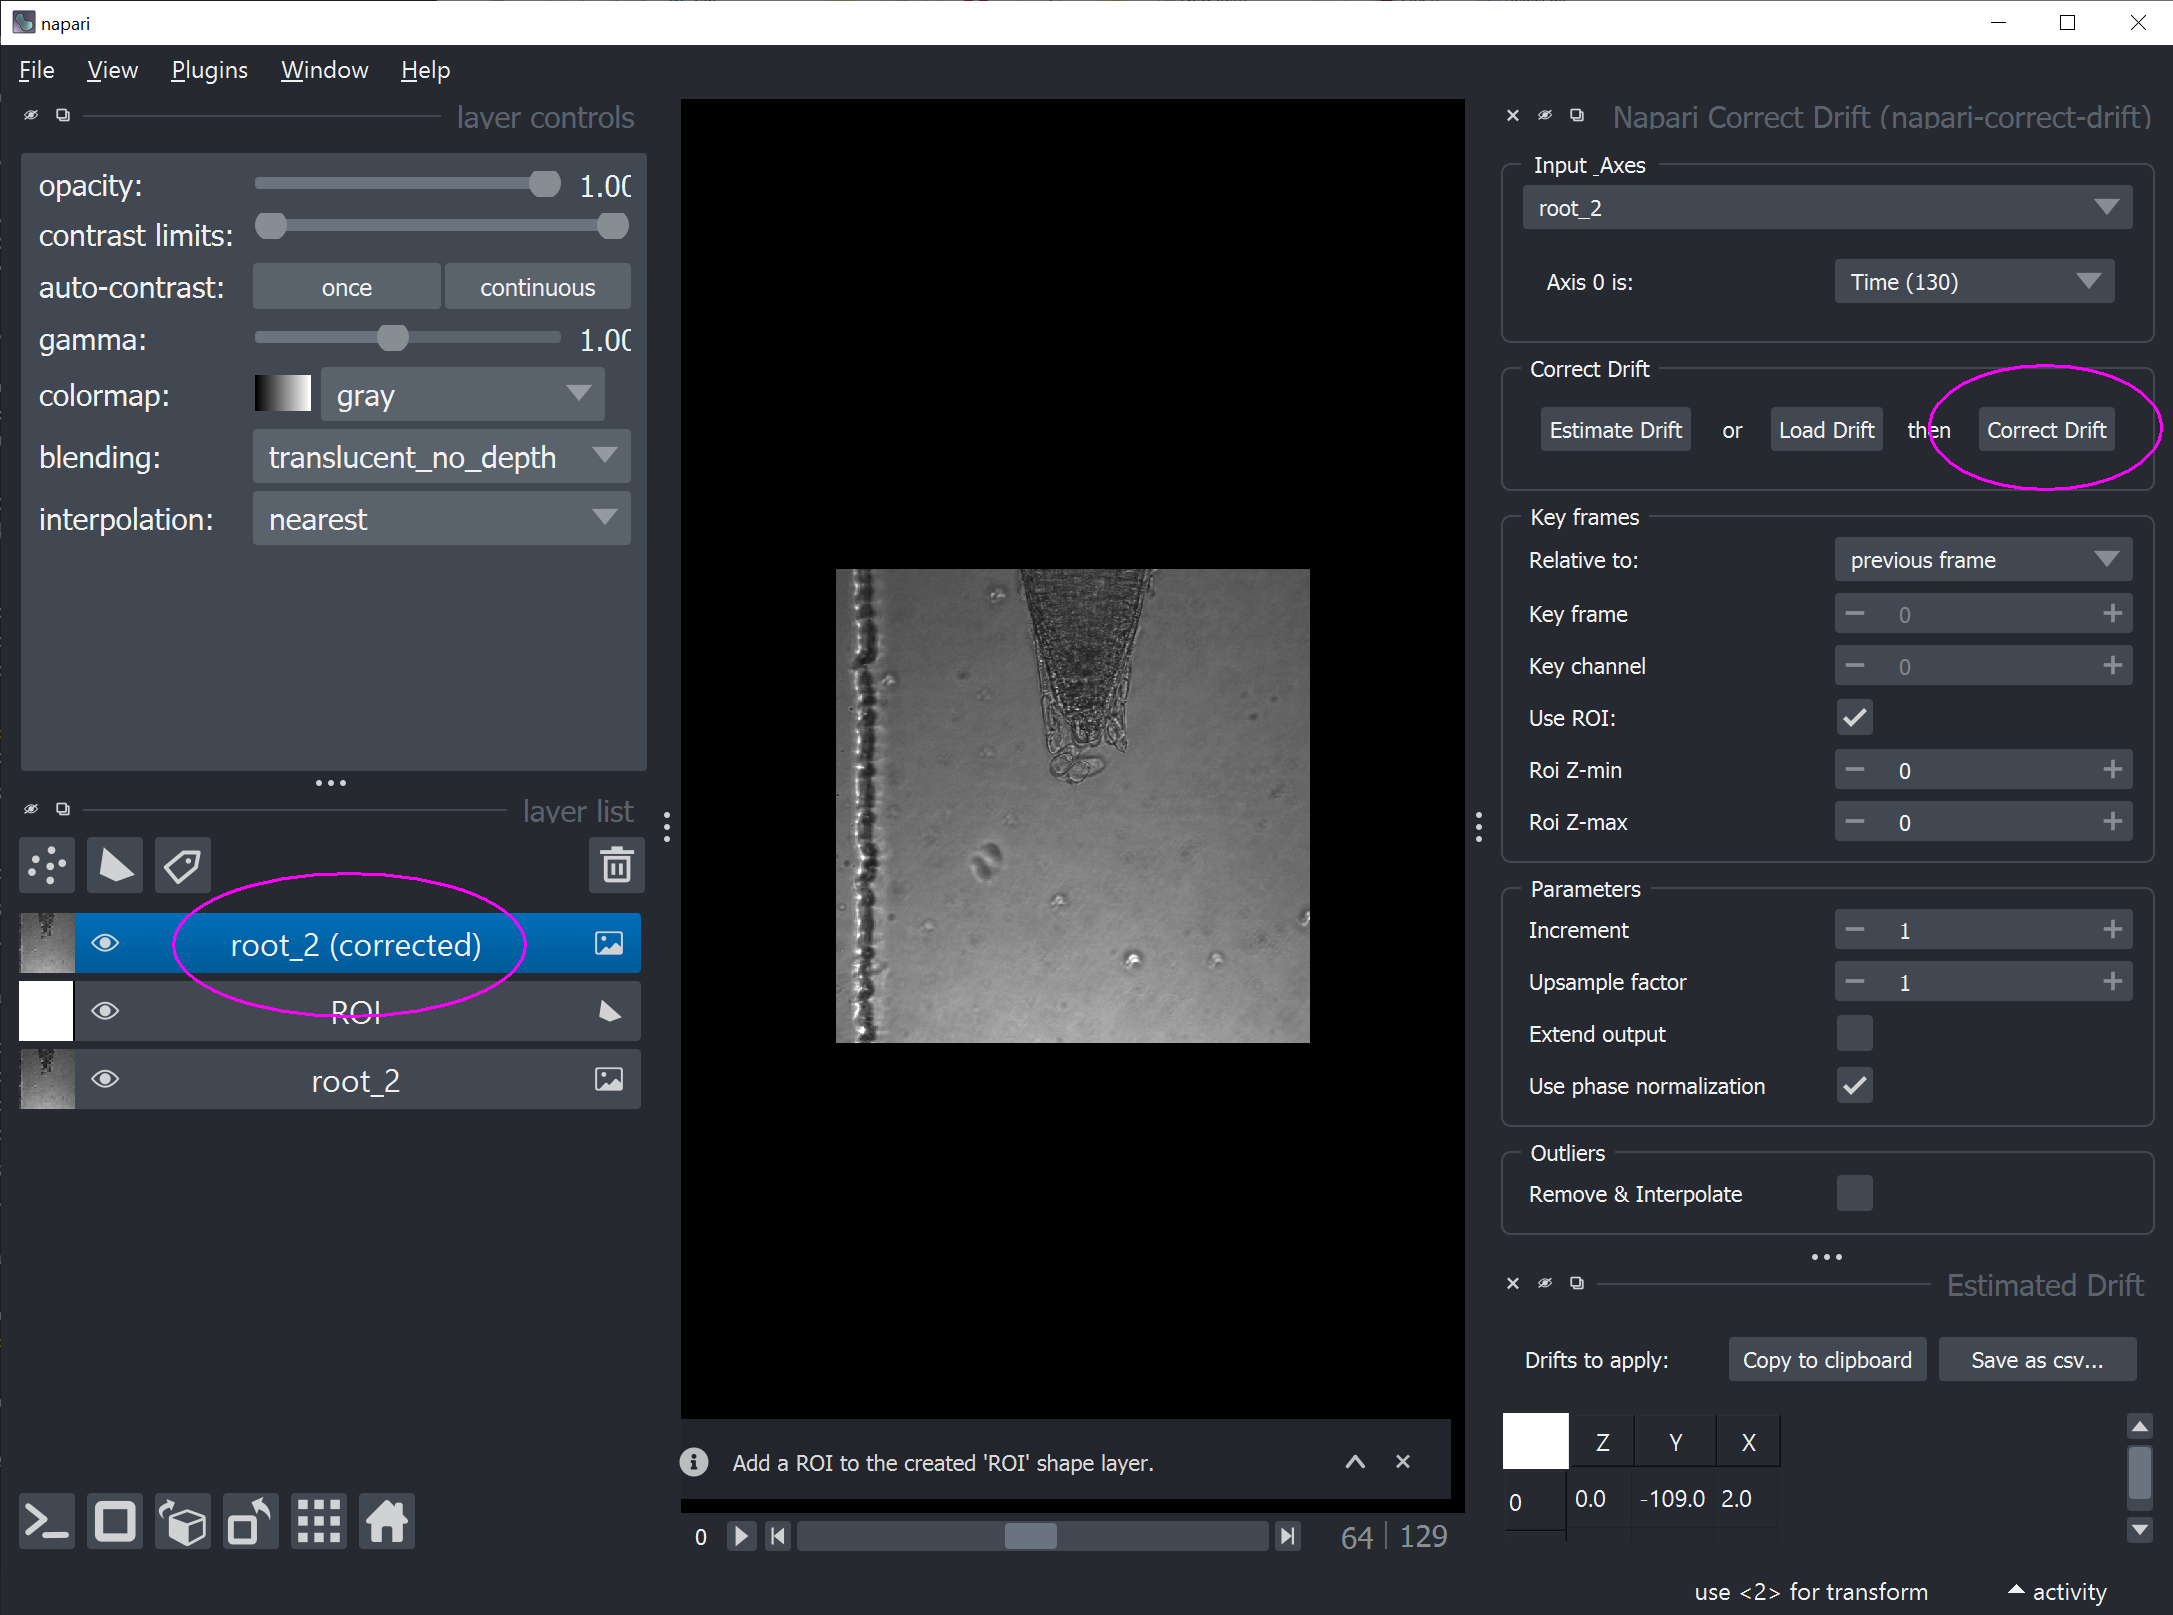 napari
File View Plugins Window Help
layer controls
opacity: 1.00
contrast limits:
auto-contrast: once continuous
gamma: 1.00
colormap: gray
blending: translucent_no_depth
interpolation: nearest
layer list
root_2 (corrected)
ROI
root_2
Add a ROI to the created 'ROI' shape layer.
0 64 | 129
Napari Correct Drift (napari-correct-drift)
Input _Axes
root_2
Axis 0 is: Time (130)
Correct Drift
Estimate Drift or Load Drift then Correct Drift
Key frames
Relative to: previous frame
Key frame 0
Key channel 0
Use ROI:
Roi Z-min 0
Roi Z-max 0
Parameters
Increment 1
Upsample factor 1
Extend output
Use phase normalization
Outliers
Remove & Interpolate
Estimated Drift
Drifts to apply: Copy to clipboard Save as csv...
Z Y X
0 0.0 -109.0 2.0
use <2> for transform activity